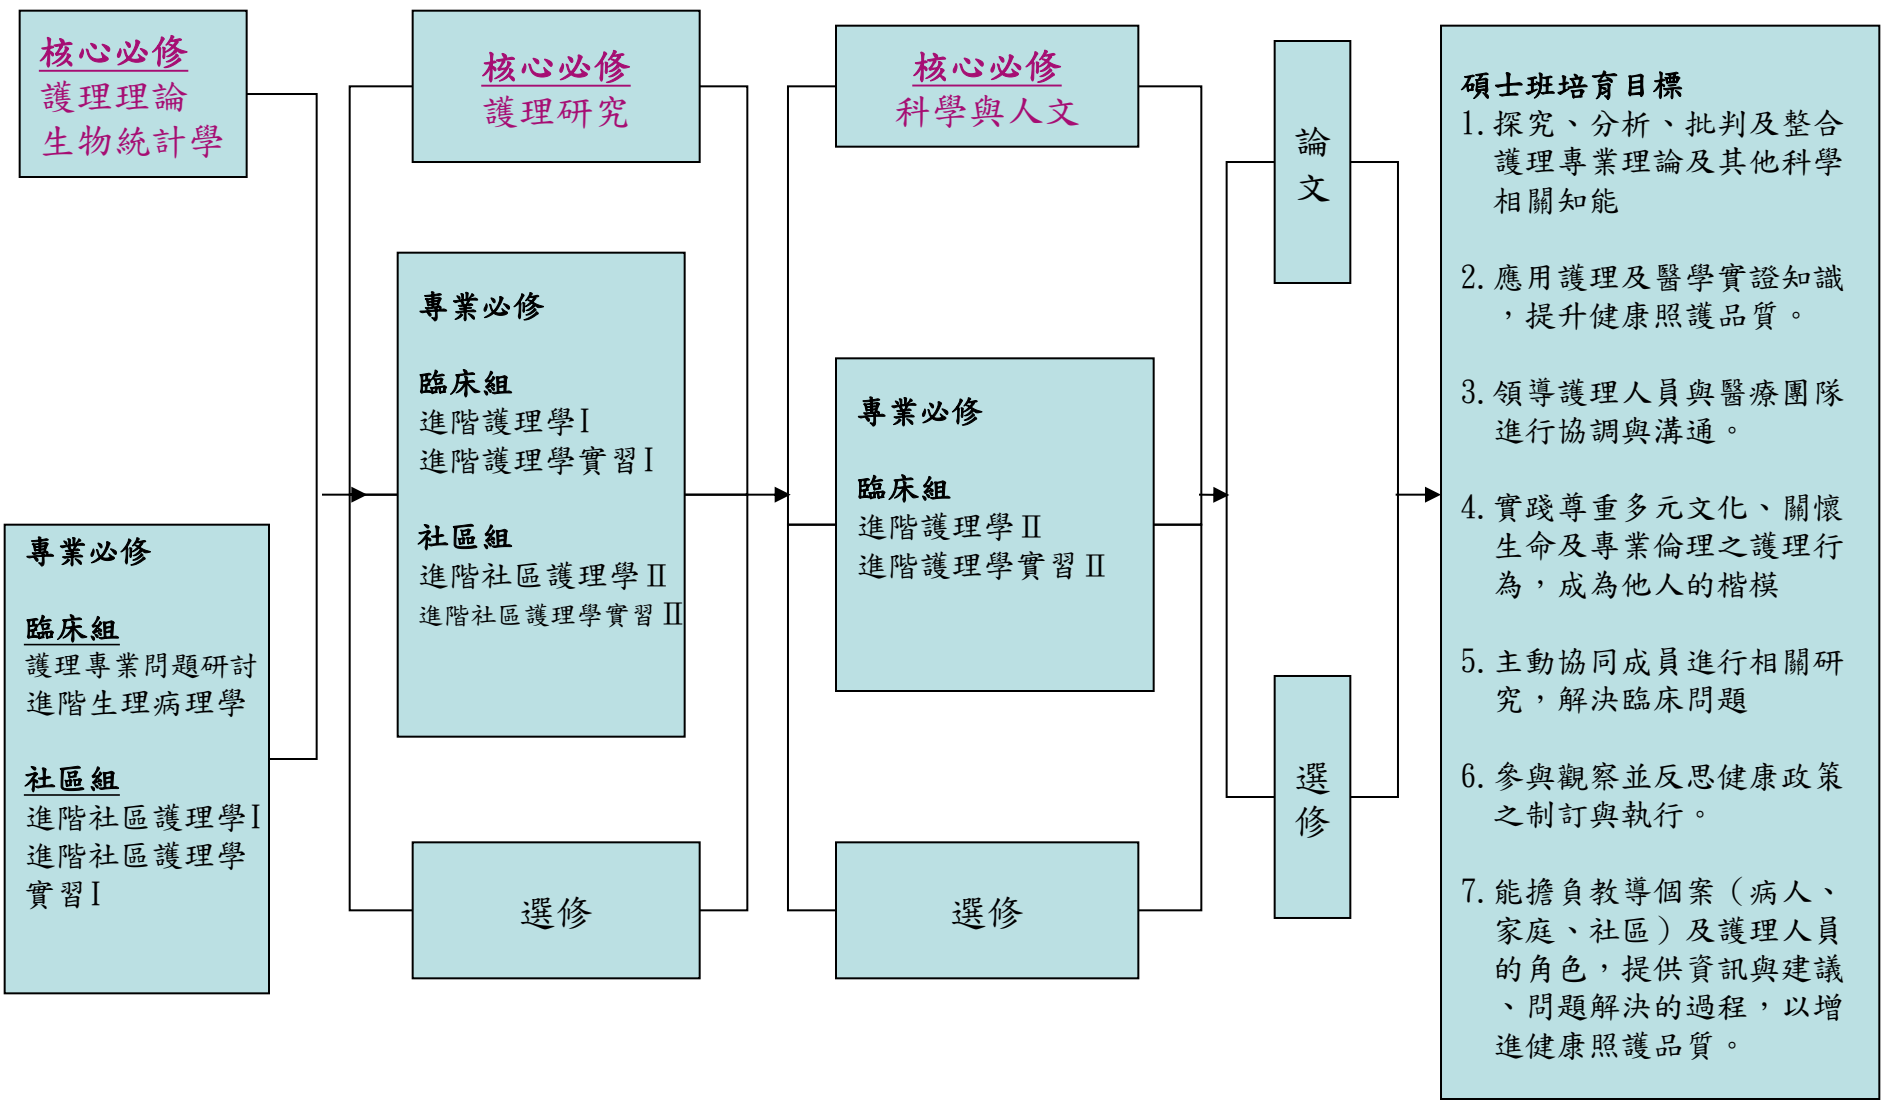 核心必修
護理理論
生物統計學
專業必修
臨床組
護理專業問題研討
進階生理病理學
社區組
進階社區護理學I
進階社區護理學
實習I
核心必修
護理研究
專業必修
臨床組
進階護理學I
進階護理學實習I
社區組
進階社區護理學Ⅱ
進階社區護理學實習Ⅱ
選修
核心必修
科學與人文
專業必修
臨床組
進階護理學Ⅱ
進階護理學實習Ⅱ
選修
論
文
選
修
碩士班培育目標
1.探究、分析、批判及整合
護理專業理論及其他科學
相關知能
2.應用護理及醫學實證知識
，提升健康照護品質。
3.領導護理人員與醫療團隊
進行協調與溝通。
4.實踐尊重多元文化、關懷
生命及專業倫理之護理行
為，成為他人的楷模
5.主動協同成員進行相關研
究，解決臨床問題
6.參與觀察並反思健康政策
之制訂與執行。
7.能擔負教導個案（病人、
家庭、社區）及護理人員
的角色，提供資訊與建議
、問題解決的過程，以增
進健康照護品質。